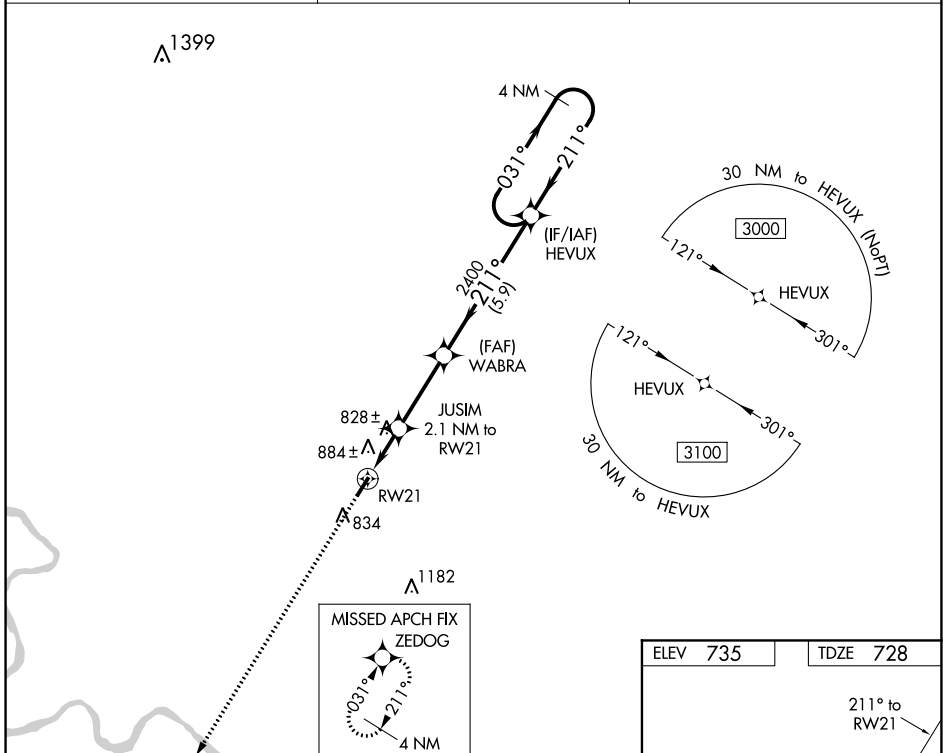 1399
4 NM
031°
211°
(IF/IAF)
HEVUX
2400
211°
(5.9)
(FAF)
WABRA
828±
JUSIM
2.1 NM to
RW21
884±
RW21
834
1182
30 NM to HEVUX (NoPT)
3000
121°
HEVUX
301°
121°
HEVUX
301°
3100
30 NM to HEVUX
MISSED APCH FIX
ZEDOG
031°
211°
4 NM
ELEV 735
TDZE 728
211° to
RW21